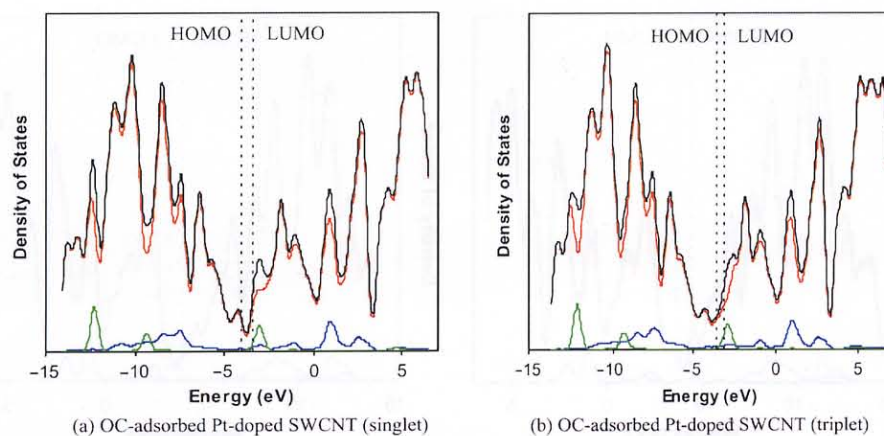 HOMO LUMO
Density of States
−15 −10 −5 0 5
Energy (eV)
(a) OC-adsorbed Pt-doped SWCNT (singlet)
HOMO LUMO
Density of States
−15 −10 −5 0 5
Energy (eV)
(b) OC-adsorbed Pt-doped SWCNT (triplet)